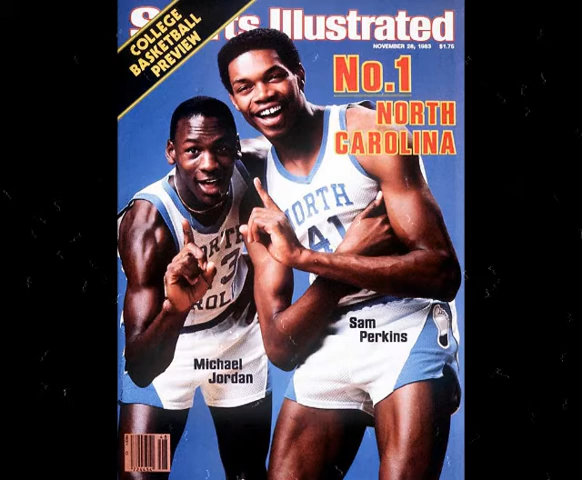 Sports Illustrated
COLLEGE
BASKETBALL
PREVIEW
NOVEMBER 28, 1983 $1.75
No.1
NORTH
CAROLINA
NORTH
41
Sam
Perkins
Michael
Jordan